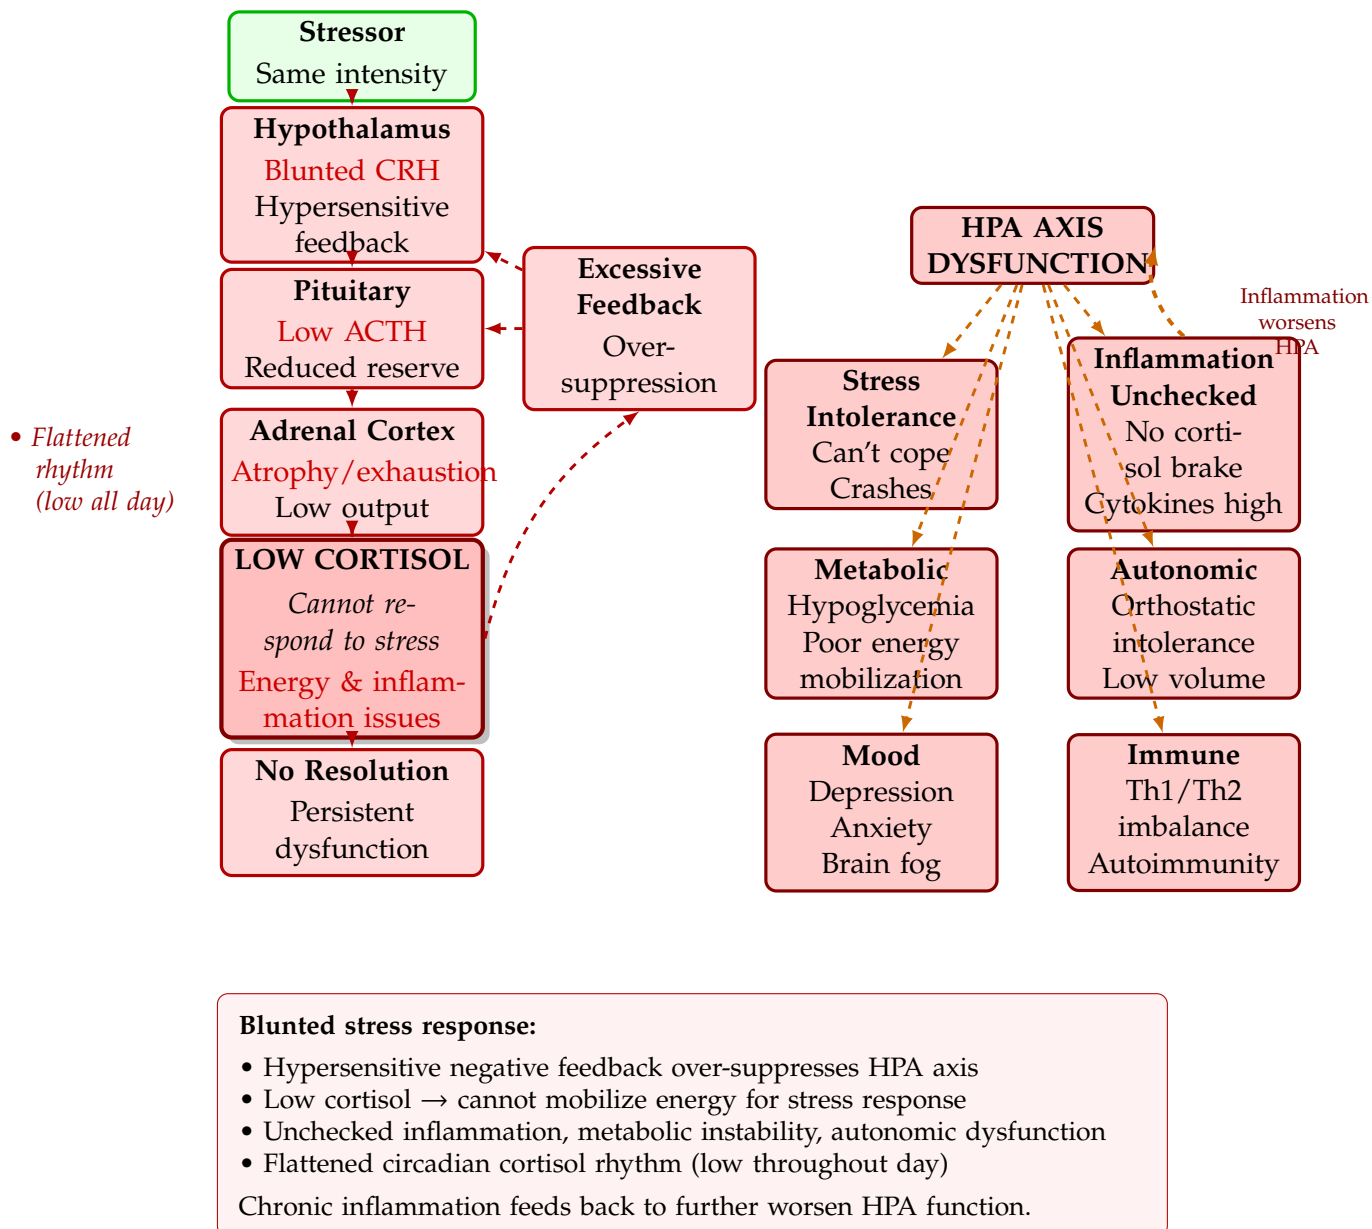 Stressor
Same intensity
Hypothalamus
Blunted CRH
Hypersensitive
feedback
Pituitary
Low ACTH
Reduced reserve
Adrenal Cortex
Atrophy/exhaustion
Low output
LOW CORTISOL
Cannot re-
spond to stress
Energy & inflam-
mation issues
No Resolution
Persistent
dysfunction
• Flattened
rhythm
(low all day)
Excessive
Feedback
Over-
suppression
HPA AXIS
DYSFUNCTION
Inflammation
worsens
HPA
Stress
Intolerance
Can't cope
Crashes
Inflammation
Unchecked
No corti-
sol brake
Cytokines high
Metabolic
Hypoglycemia
Poor energy
mobilization
Autonomic
Orthostatic
intolerance
Low volume
Mood
Depression
Anxiety
Brain fog
Immune
Th1/Th2
imbalance
Autoimmunity
Blunted stress response:
• Hypersensitive negative feedback over-suppresses HPA axis
• Low cortisol → cannot mobilize energy for stress response
• Unchecked inflammation, metabolic instability, autonomic dysfunction
• Flattened circadian cortisol rhythm (low throughout day)
Chronic inflammation feeds back to further worsen HPA function.